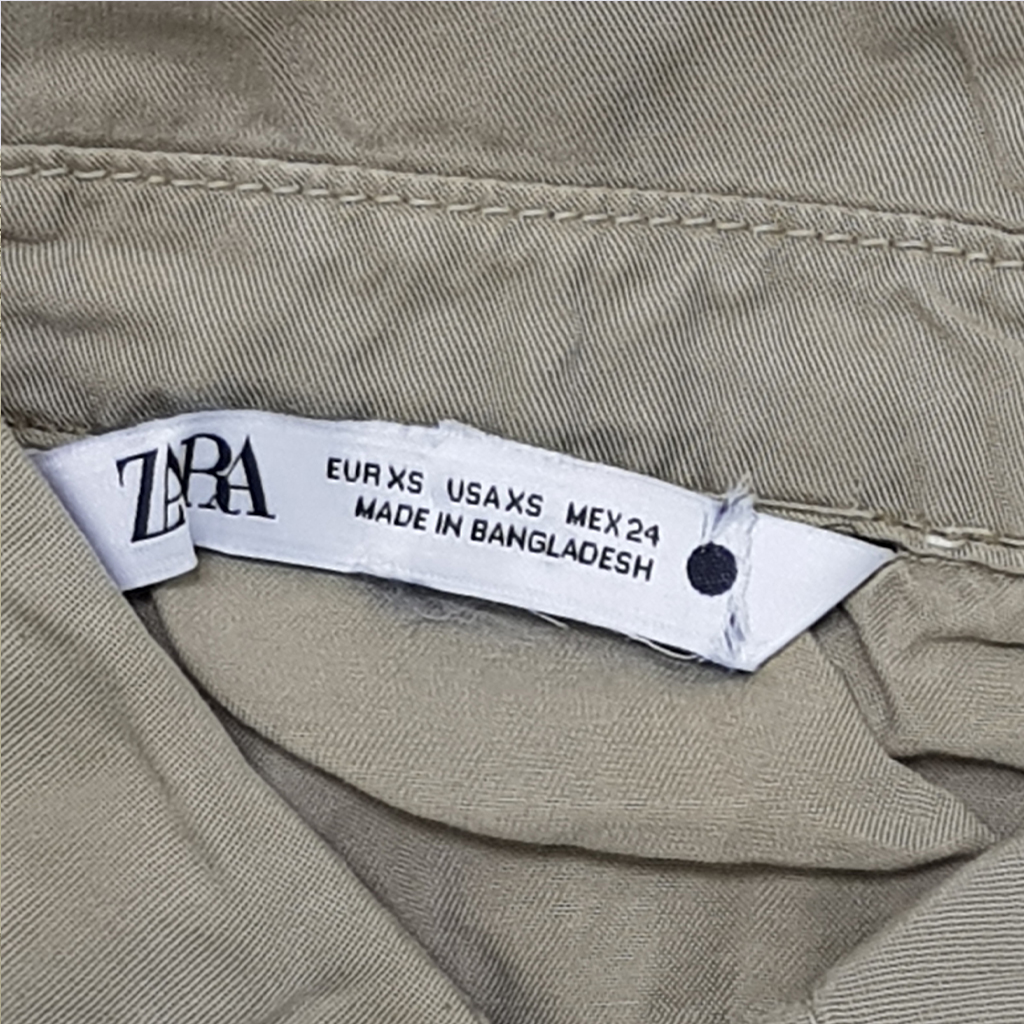 ZARA
EUR XS USA XS MEX 24
MADE IN BANGLADESH